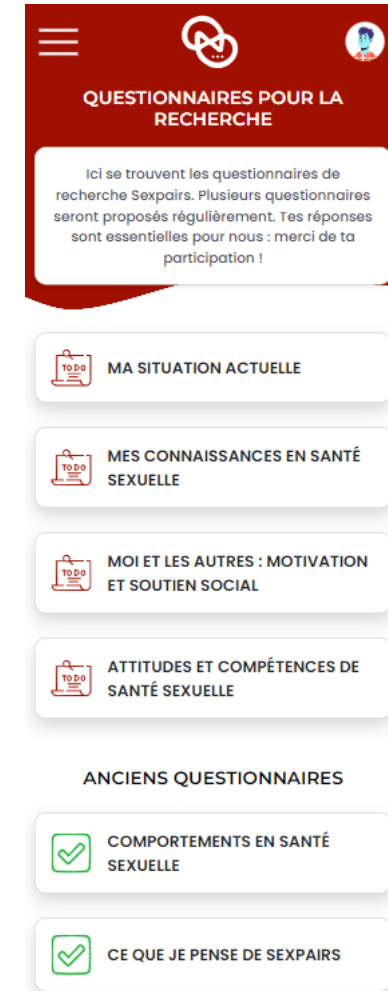 QUESTIONNAIRES POUR LA
RECHERCHE
Ici se trouvent les questionnaires de
recherche Sexpairs. Plusieurs questionnaires
seront proposés régulièrement. Tes réponses
sont essentielles pour nous : merci de ta
participation !
TO DO
MA SITUATION ACTUELLE
TO DO
MES CONNAISSANCES EN SANTÉ
SEXUELLE
TO DO
MOI ET LES AUTRES : MOTIVATION
ET SOUTIEN SOCIAL
TO DO
ATTITUDES ET COMPÉTENCES DE
SANTÉ SEXUELLE
ANCIENS QUESTIONNAIRES
COMPORTEMENTS EN SANTÉ
SEXUELLE
CE QUE JE PENSE DE SEXPAIRS